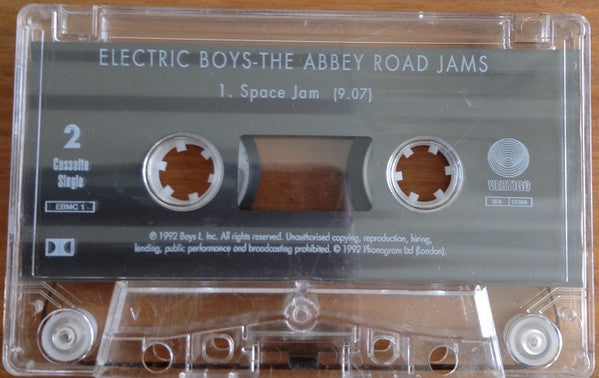 ELECTRIC BOYS-THE ABBEY ROAD JAMS
1. Space Jam (9.07)
2
Cassette
Single
EBMC 1 -
VERTIGO
℗ 1992 Boys L. Inc. All rights reserved. Unauthorised copying, reproduction, hiring,
lending, public performance and broadcasting prohibited. © 1992 Phonogram Ltd (London).